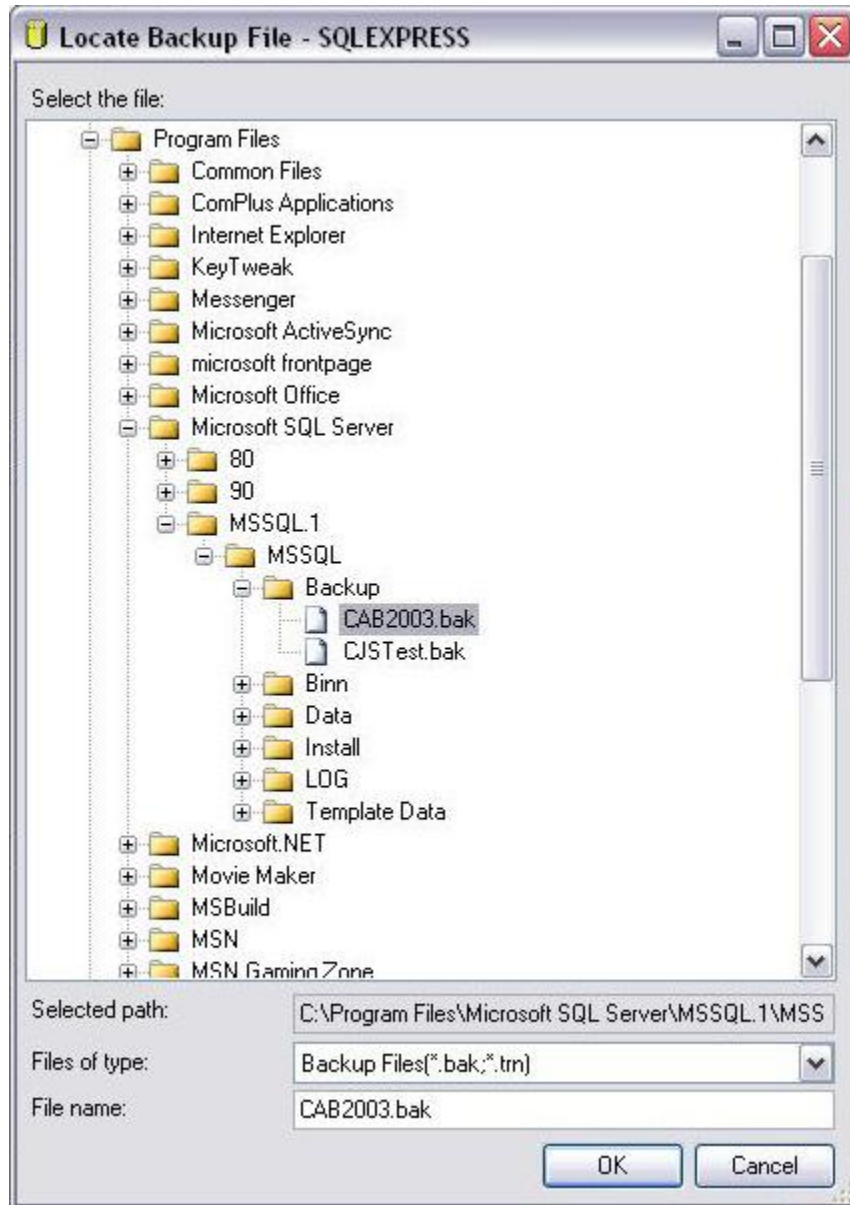 Locate Backup File - SQLEXPRESS
Select the file:
Program Files
Common Files
ComPlus Applications
Internet Explorer
KeyTweak
Messenger
Microsoft ActiveSync
microsoft frontpage
Microsoft Office
Microsoft SQL Server
80
90
MSSQL.1
MSSQL
Backup
CAB2003.bak
CJSTest.bak
Binn
Data
Install
LOG
Template Data
Microsoft.NET
Movie Maker
MSBuild
MSN
MSN Gaming Zone
Selected path: C:\Program Files\Microsoft SQL Server\MSSQL.1\MSS
Files of type: Backup Files(*.bak;*.trn)
File name: CAB2003.bak
OK Cancel